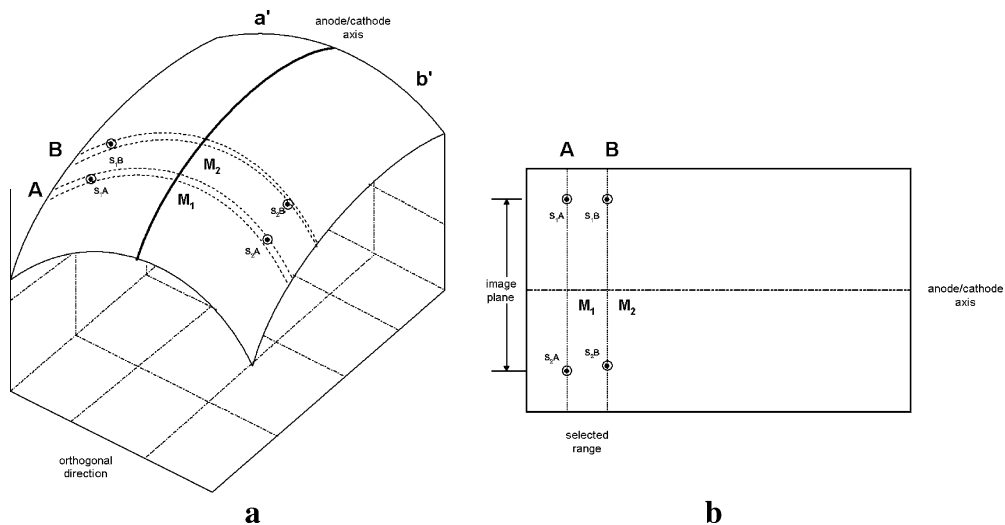 a'
anode/cathode
axis
b'
B
S₁B
M₂
A
S₁A
M₁
S₂B
S₂A
orthogonal
direction
a
A B
S₁A S₁B
image
plane
anode/cathode
axis
M₁ M₂
S₂A S₂B
selected
range
b